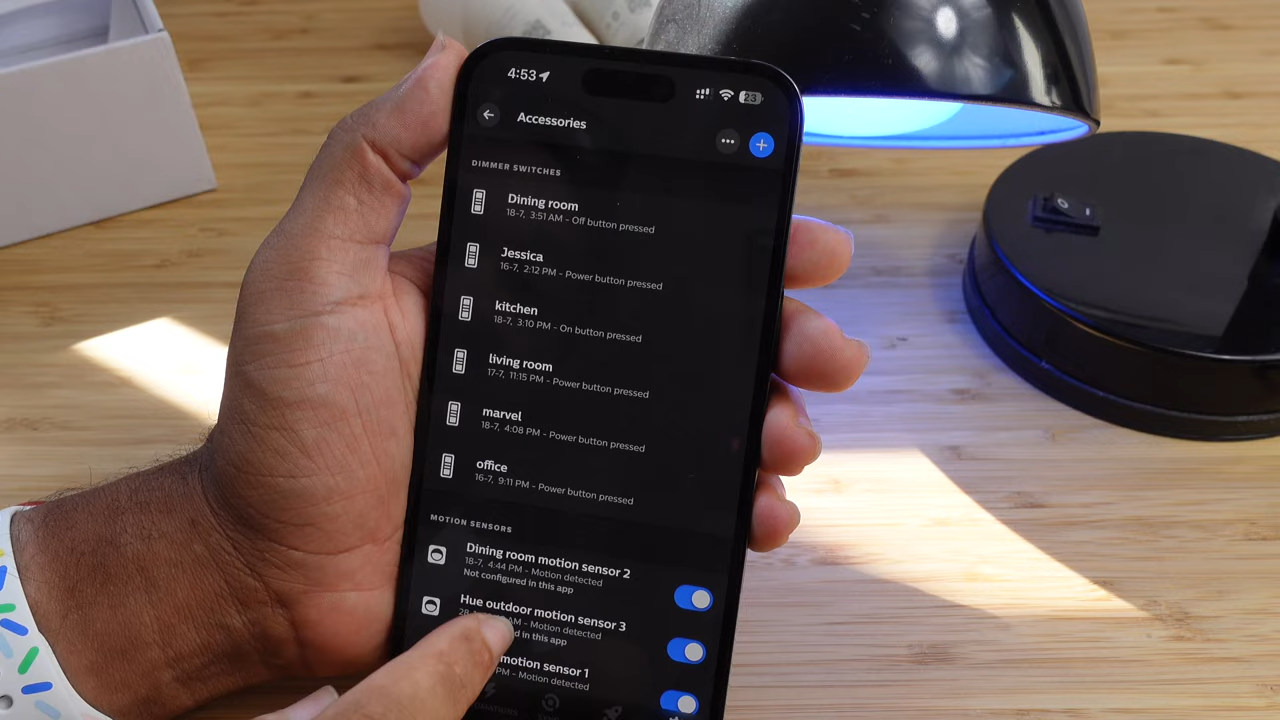 4:53
23
Accessories
DIMMER SWITCHES
Dining room
18-7, 3:51 AM – Off button pressed
Jessica
16-7, 2:12 PM – Power button pressed
kitchen
18-7, 3:10 PM – On button pressed
living room
17-7, 11:15 PM – Power button pressed
marvel
18-7, 4:08 PM – Power button pressed
office
16-7, 9:11 PM – Power button pressed
MOTION SENSORS
Dining room motion sensor 2
18-7, 4:44 PM – Motion detected
Not configured in this app
Hue outdoor motion sensor 3
AM – Motion detected
in this app
motion sensor 1
PM – Motion detected